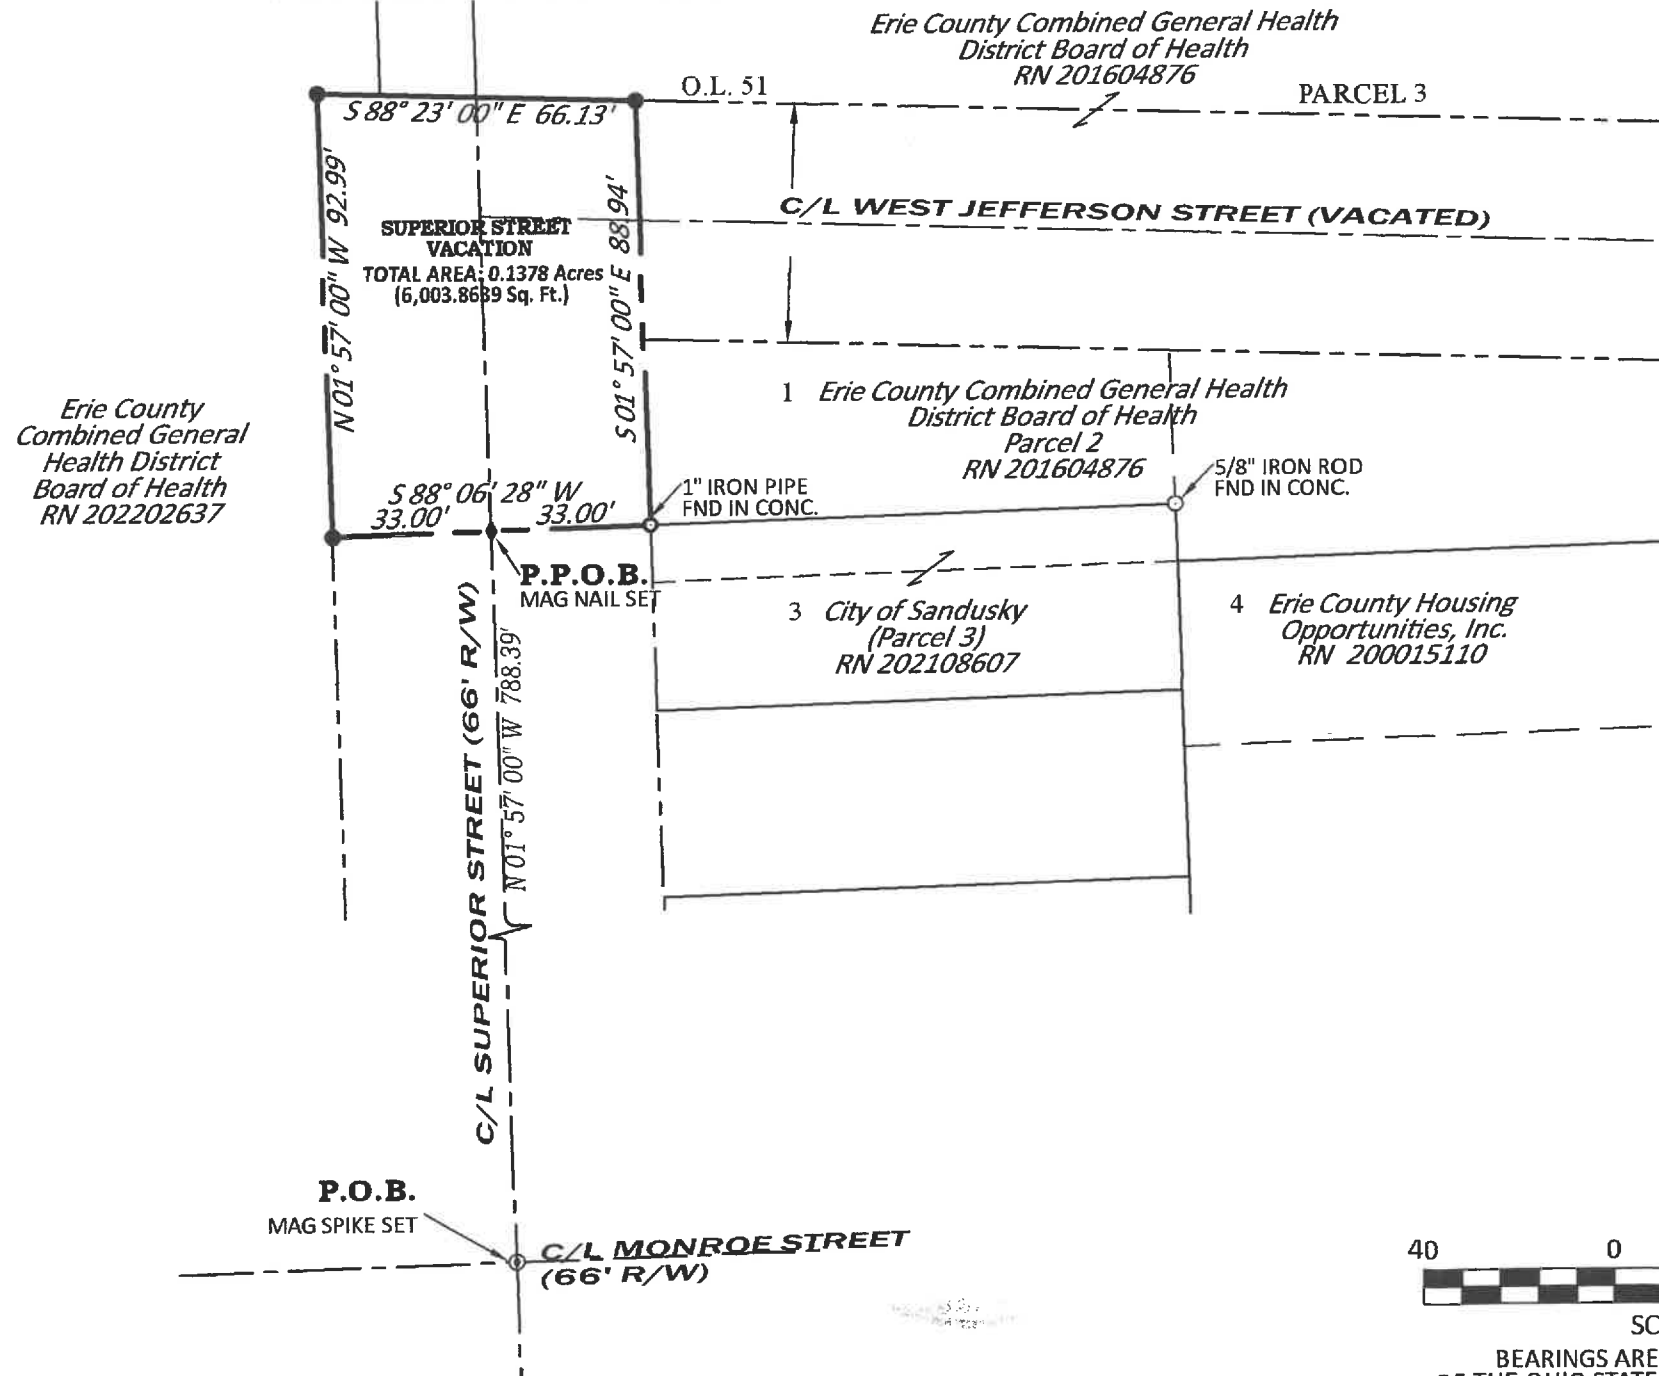 Erie County Combined General Health
District Board of Health
RN 201604876
O.L. 51
PARCEL 3
S 88° 23' 00" E 66.13'
N 01° 57' 00" W 92.99'
S 01° 57' 00" E 88.94'
C/L WEST JEFFERSON STREET (VACATED)
SUPERIOR STREET
VACATION
TOTAL AREA: 0.1378 Acres
Sq. Ft.)
Erie County
Combined General
Health District
Board of Health
RN 202202637
1 Erie County Combined General Health
District Board of Health
Parcel 2
RN 201604876
5/8" IRON ROD
FND IN CONC.
1" IRON PIPE
FND IN CONC.
S 88° 06' 28" W
33.00' 33.00'
P.P.O.B.
MAG NAIL SET
3 City of Sandusky
(Parcel 3)
RN 202108607
4 Erie County Housing
Opportunities, Inc.
RN 200015110
C/L SUPERIOR STREET (66' R/W)
N 01° 57' 00" W 788.39'
P.O.B.
MAG SPIKE SET
C/L MONROE STREET
(66' R/W)
40 0
SC
BEARINGS ARE
OF THE OHIO STATE